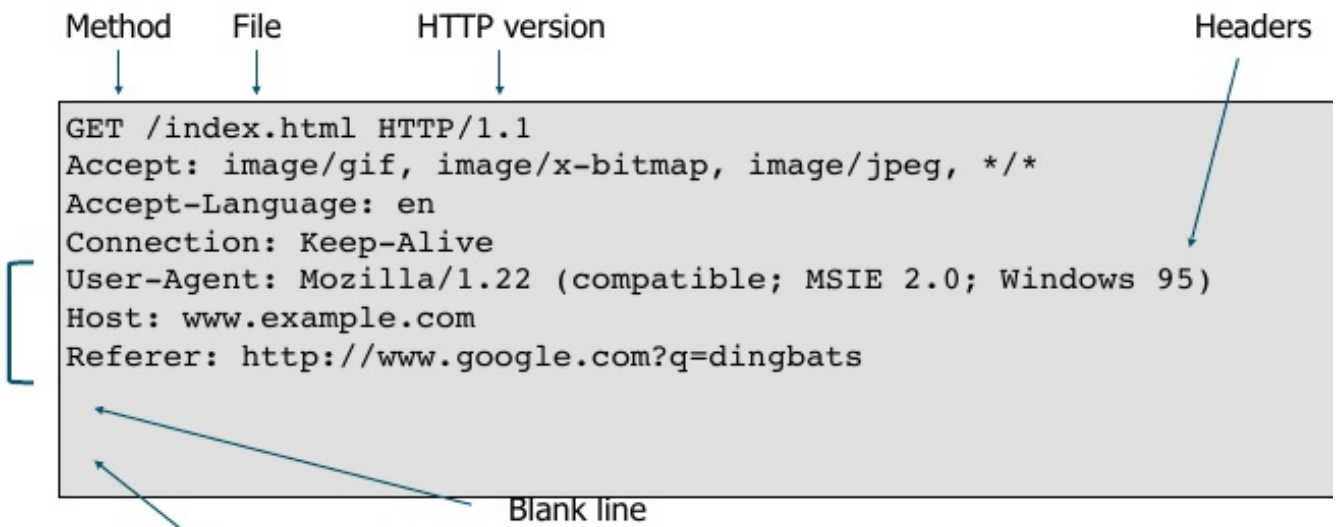 Method File HTTP version Headers
GET /index.html HTTP/1.1
Accept: image/gif, image/x-bitmap, image/jpeg, */*
Accept-Language: en
Connection: Keep-Alive
User-Agent: Mozilla/1.22 (compatible; MSIE 2.0; Windows 95)
Host: www.example.com
Referer: http://www.google.com?q=dingbats
Blank line